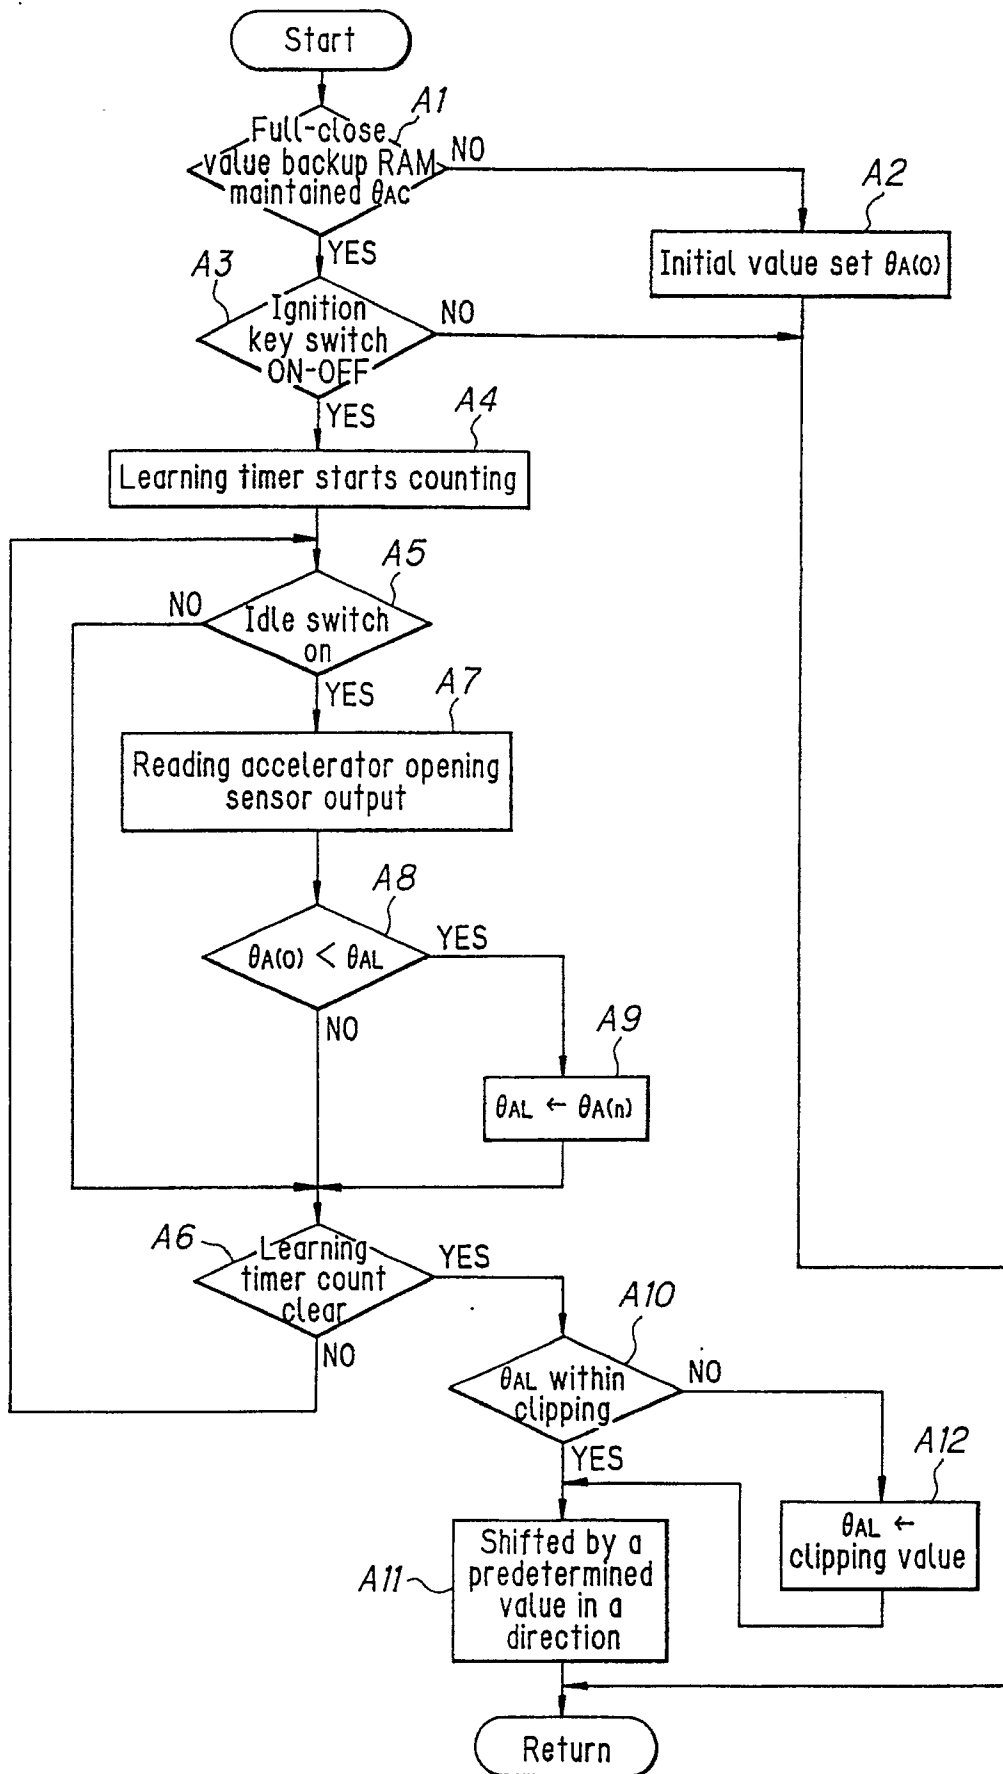 Start
A1
Full-close
value backup RAM
maintained θAC
NO
YES
A2
Initial value set θA(0)
A3
Ignition
key switch
ON-OFF
NO
YES
A4
Learning timer starts counting
A5
NO
Idle switch
on
YES
A7
Reading accelerator opening
sensor output
A8
θA(0) < θAL
YES
NO
A9
θAL ← θA(n)
A6
Learning
timer count
clear
YES
NO
A10
θAL within
clipping
NO
YES
A12
θAL ←
clipping value
A11
Shifted by a
predetermined
value in a
direction
Return